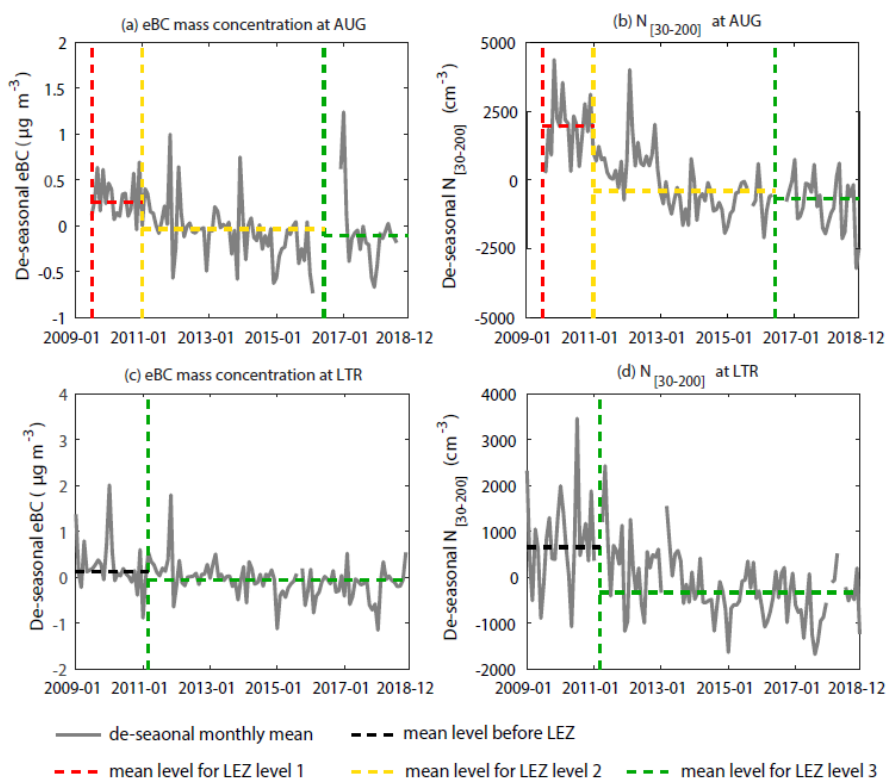 (a) eBC mass concentration at AUG
De-seasonal eBC ( μg m⁻³)
2
1.5
1
0.5
0
-0.5
-1
2009-01 2011-01 2013-01 2015-01 2017-01 2018-12
(b) N[30-200] at AUG
De-seasonal N[30-200] (cm⁻³)
5000
2500
0
-2500
-5000
2009-01 2011-01 2013-01 2015-01 2017-01 2018-12
(c) eBC mass concentration at LTR
De-seasonal eBC ( μg m⁻³)
4
3
2
1
0
-1
-2
2009-01 2011-01 2013-01 2015-01 2017-01 2018-12
(d) N[30-200] at LTR
De-seasonal N[30-200] (cm⁻³)
4000
3000
2000
1000
0
-1000
-2000
2009-01 2011-01 2013-01 2015-01 2017-01 2018-12
de-seaonal monthly mean mean level before LEZ
mean level for LEZ level 1 mean level for LEZ level 2 mean level for LEZ level 3